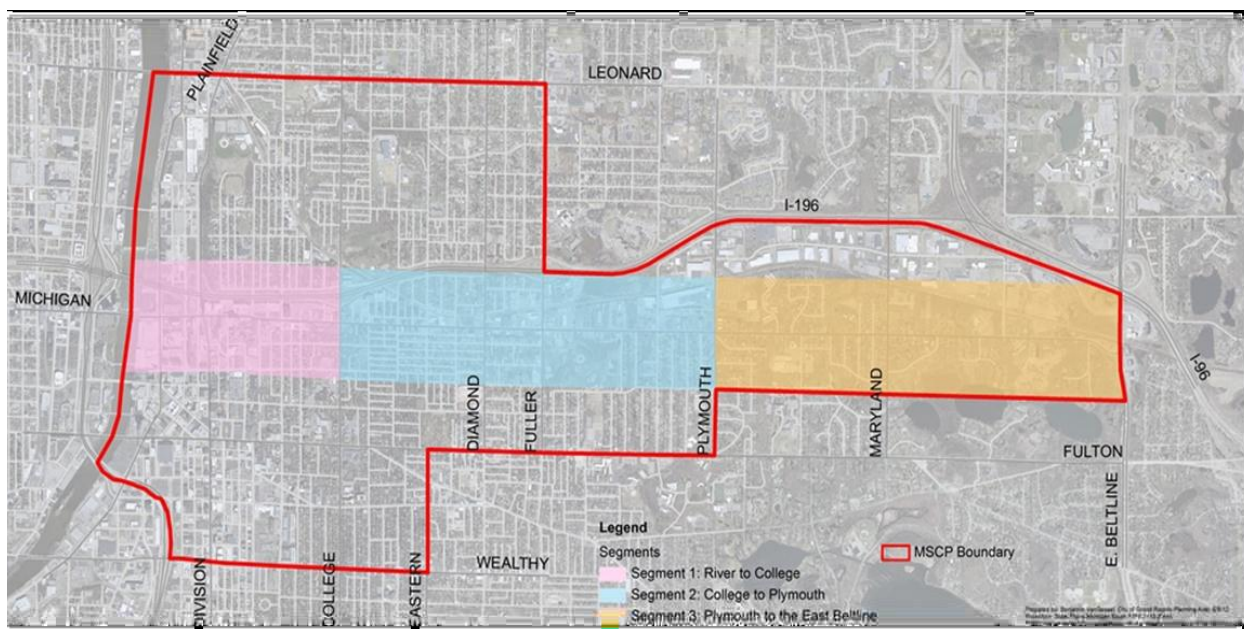 PLAINFIELD
LEONARD
I-196
MICHIGAN
I-96
DIAMOND
FULLER
PLYMOUTH
MARYLAND
FULTON
E. BELTLINE
DIVISION
COLLEGE
EASTERN
WEALTHY
Legend
Segments
Segment 1: River to College
Segment 2: College to Plymouth
Segment 3: Plymouth to the East Beltline
MSCP Boundary